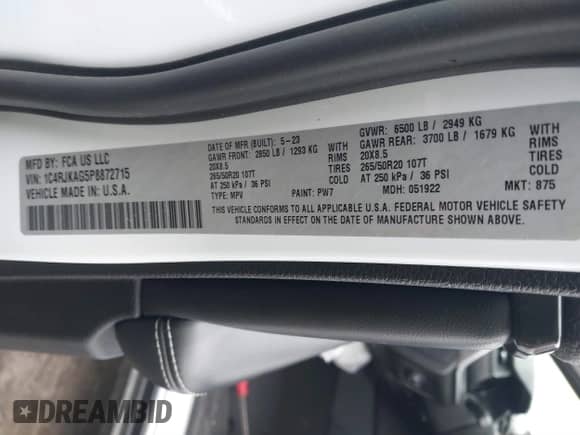 MFD BY: FCA US LLC
VIN: 1C4RJKAG5P8872715
VEHICLE MADE IN U.S.A.
DATE OF MFR (BUILT): 5-23
GAWR FRONT: 2850 LB / 1293 KG
20X8.5
265/50R20 107T
AT 250 kPa / 36 PSI
TYPE: MPV
PAINT: PW7
GVWR: 6500 LB / 2949 KG
GAWR REAR: 3700 LB / 1679 KG
RIMS 20X8.5 RIMS
TIRES 265/50R20 107T TIRES
COLD AT 250 kPa / 36 PSI COLD
MDH: 051922
MKT: 875
THIS VEHICLE CONFORMS TO ALL APPLICABLE U.S.A. FEDERAL MOTOR VEHICLE SAFETY
STANDARDS IN EFFECT ON THE DATE OF MANUFACTURE SHOWN ABOVE.
DREAMBID